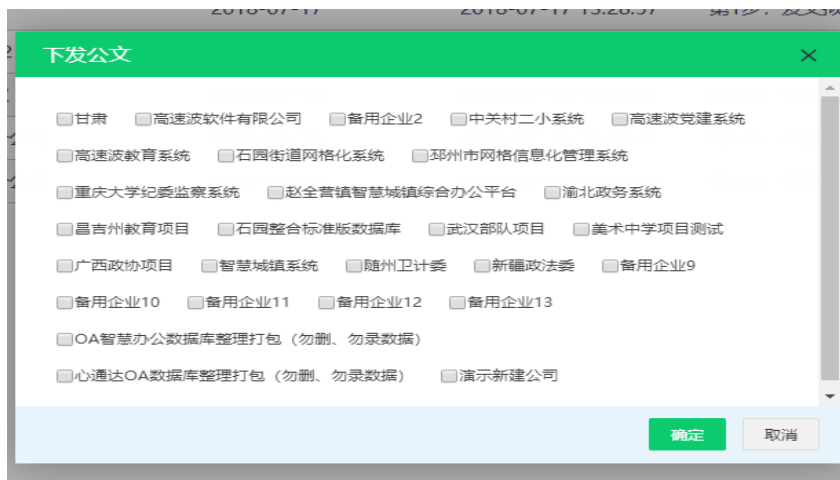 2018-07-17 2018-07-17 15:28:57
下发公文
甘肃 高速波软件有限公司 备用企业2 中关村二小系统 高速波党建系统
高速波教育系统 石园街道网格化系统 邳州市网格信息化管理系统
重庆大学纪委监察系统 赵全营镇智慧城镇综合办公平台 渝北政务系统
昌吉州教育项目 石园整合标准版数据库 武汉部队项目 美术中学项目测试
广西政协项目 智慧城镇系统 随州卫计委 新疆政法委 备用企业9
备用企业10 备用企业11 备用企业12 备用企业13
OA智慧办公数据库整理打包（勿删、勿录数据）
心通达OA数据库整理打包（勿删、勿录数据） 演示新建公司
确定 取消